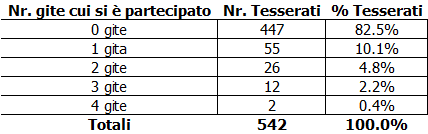 Nr. gite cui si è partecipato Nr. Tesserati % Tesserati
0 gite 447 82.5%
1 gita 55 10.1%
2 gite 26 4.8%
3 gite 12 2.2%
4 gite 2 0.4%
Totali 542 100.0%